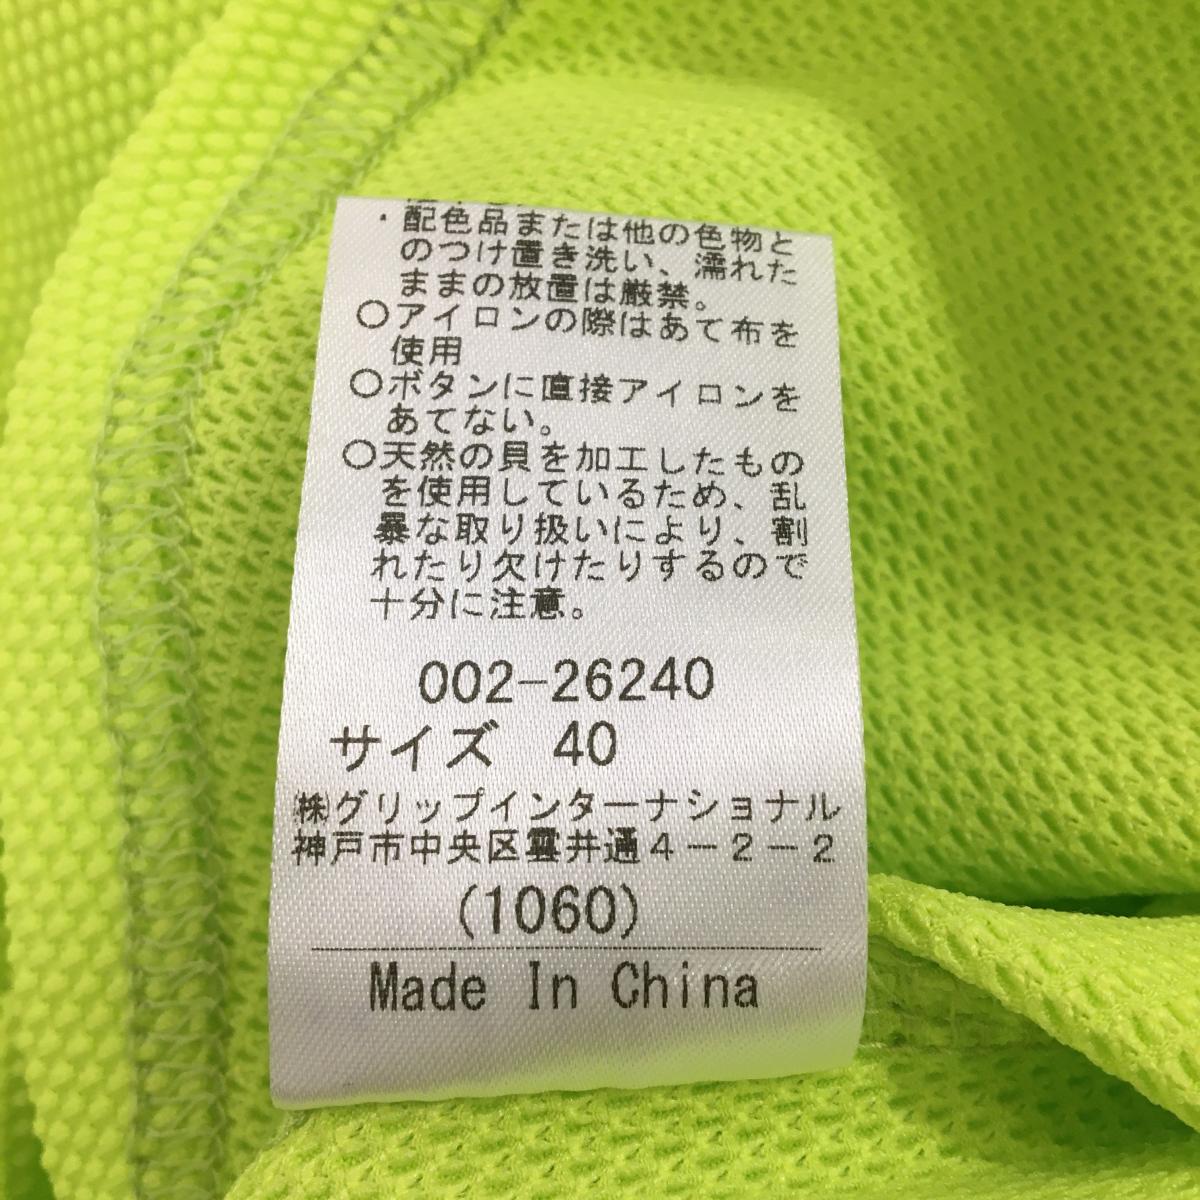 ・配色品または他の色物と
のつけ置き洗い、濡れた
ままの放置は厳禁。
○アイロンの際はあて布を
使用
○ボタンに直接アイロンを
あてない。
○天然の貝を加工したもの
を使用しているため、乱
暴な取り扱いにより、割
れたり欠けたりするので
十分に注意。
002-26240
サイズ 40
㈱グリップインターナショナル
神戸市中央区雲井通4-2-2
(1060)
Made In China